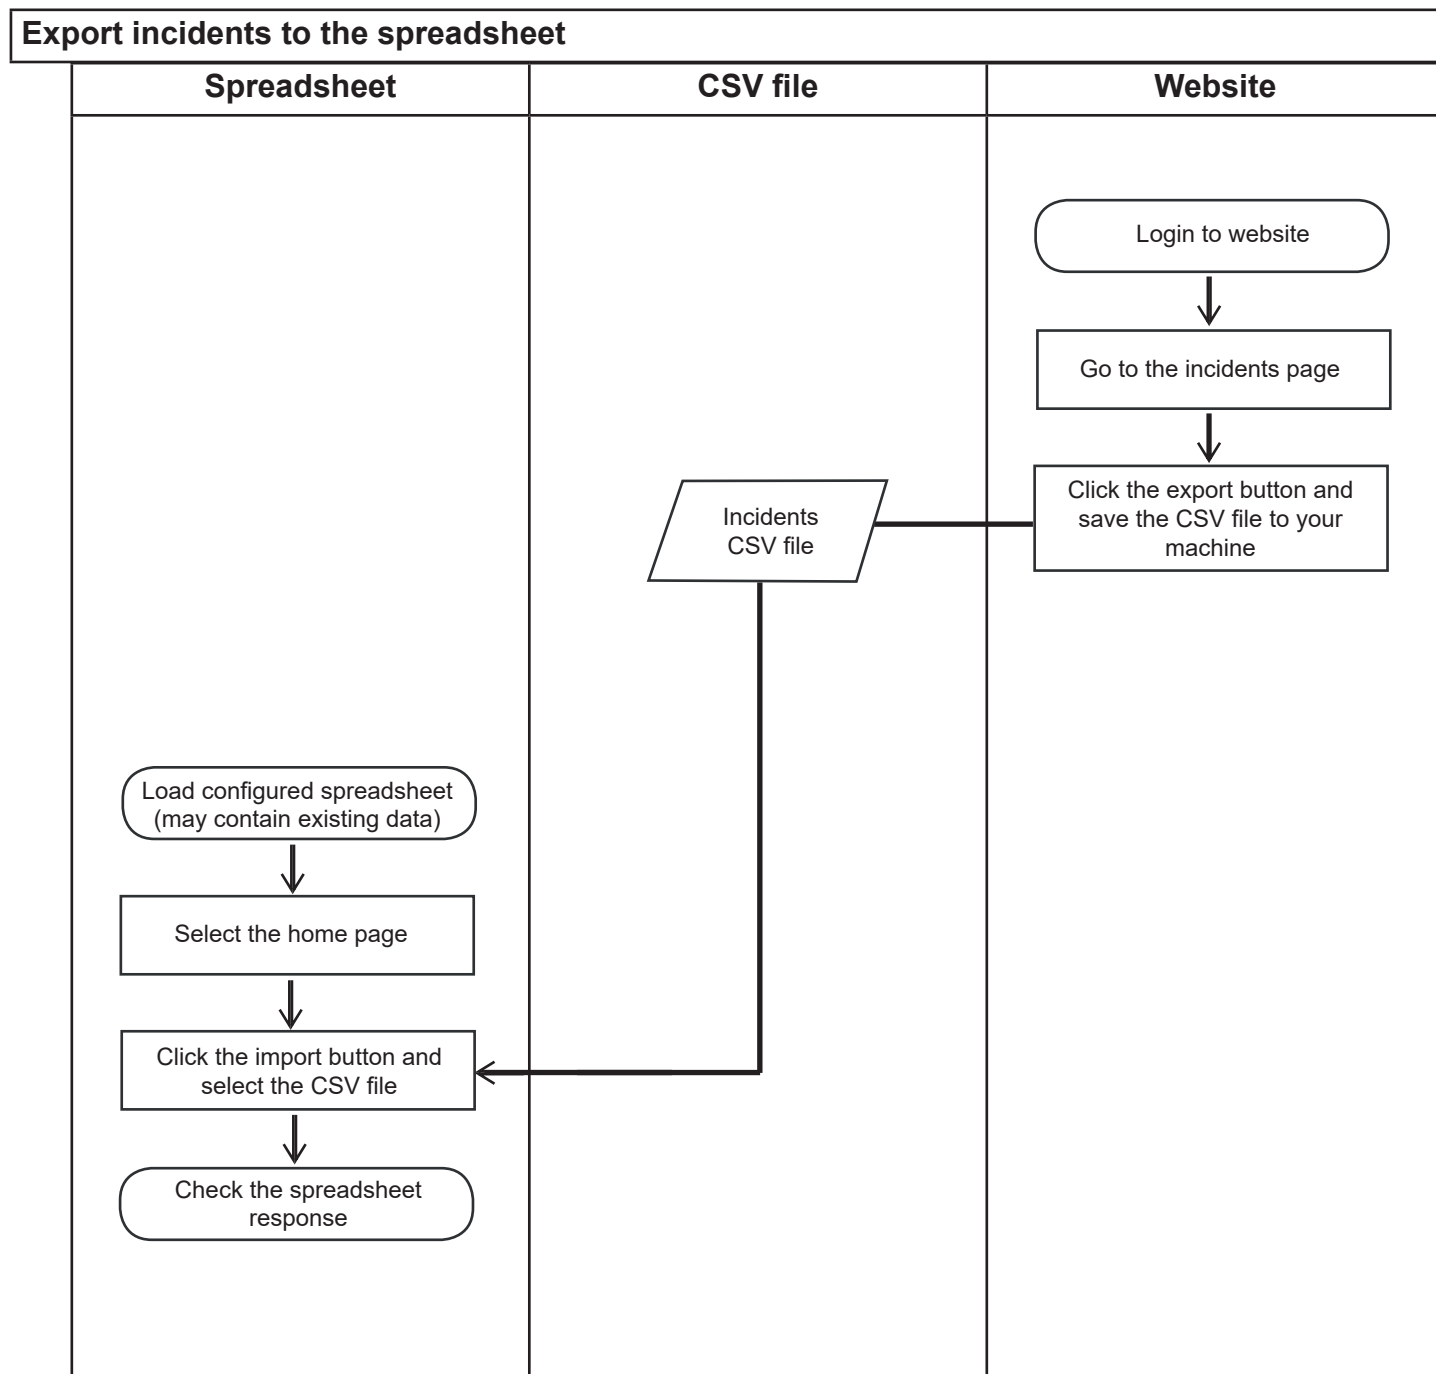 Export incidents to the spreadsheet
Spreadsheet
CSV file
Website
Login to website
Go to the incidents page
Click the export button and
save the CSV file to your
machine
Incidents
CSV file
Load configured spreadsheet
(may contain existing data)
Select the home page
Click the import button and
select the CSV file
Check the spreadsheet
response